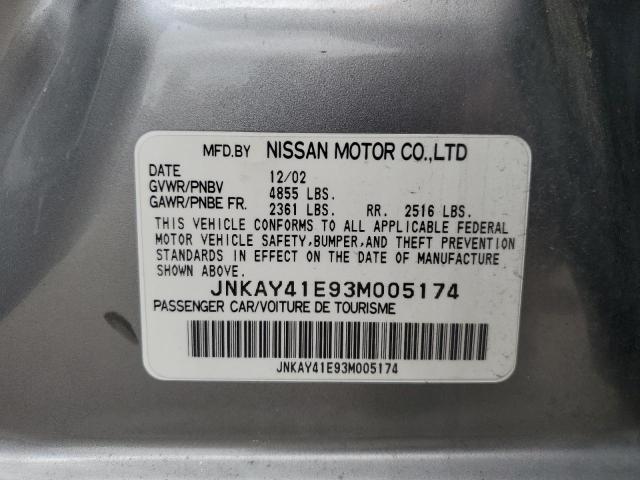 MFD.BY NISSAN MOTOR CO.,LTD
DATE 12/02
GVWR/PNBV 4855 LBS.
GAWR/PNBE FR. 2361 LBS. RR. 2516 LBS.
THIS VEHICLE CONFORMS TO ALL APPLICABLE FEDERAL
MOTOR VEHICLE SAFETY,BUMPER,AND THEFT PREVENTION
STANDARDS IN EFFECT ON THE DATE OF MANUFACTURE
SHOWN ABOVE.
JNKAY41E93M005174
PASSENGER CAR/VOITURE DE TOURISME
JNKAY41E93M005174